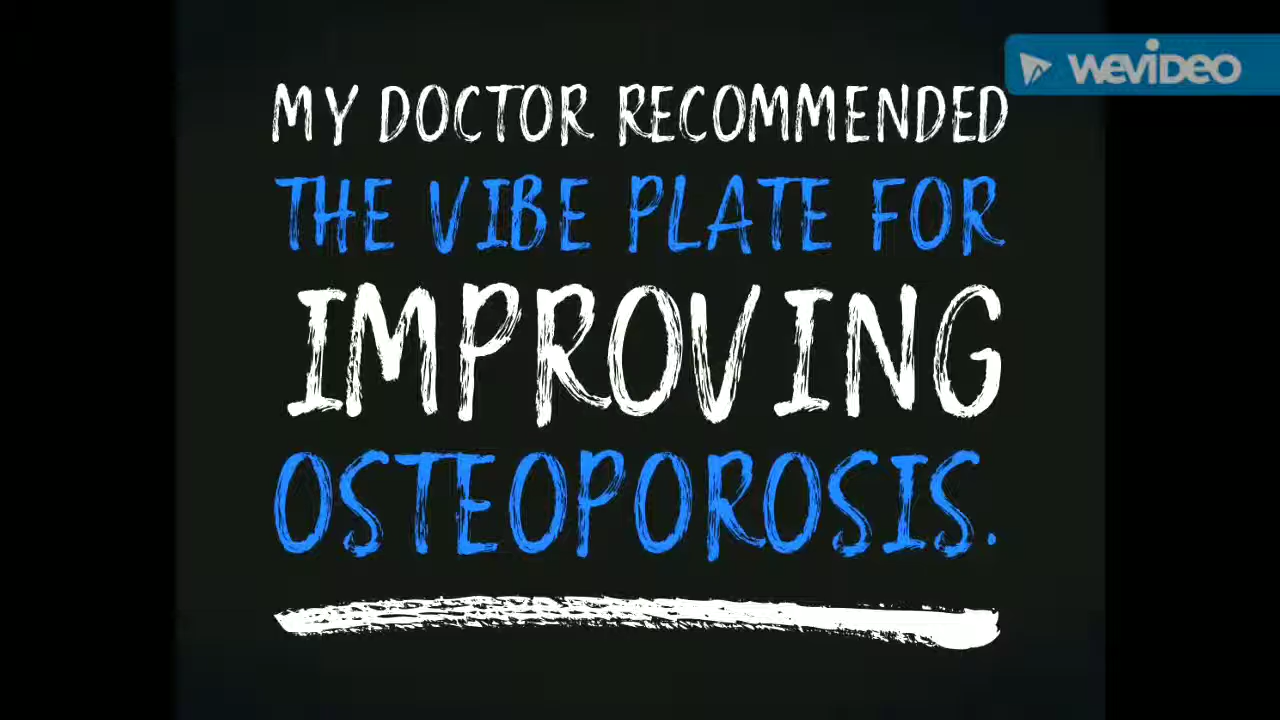 WEVIDEO
MY DOCTOR RECOMMENDED
THE VIBE PLATE FOR
IMPROVING
OSTEOPOROSIS.